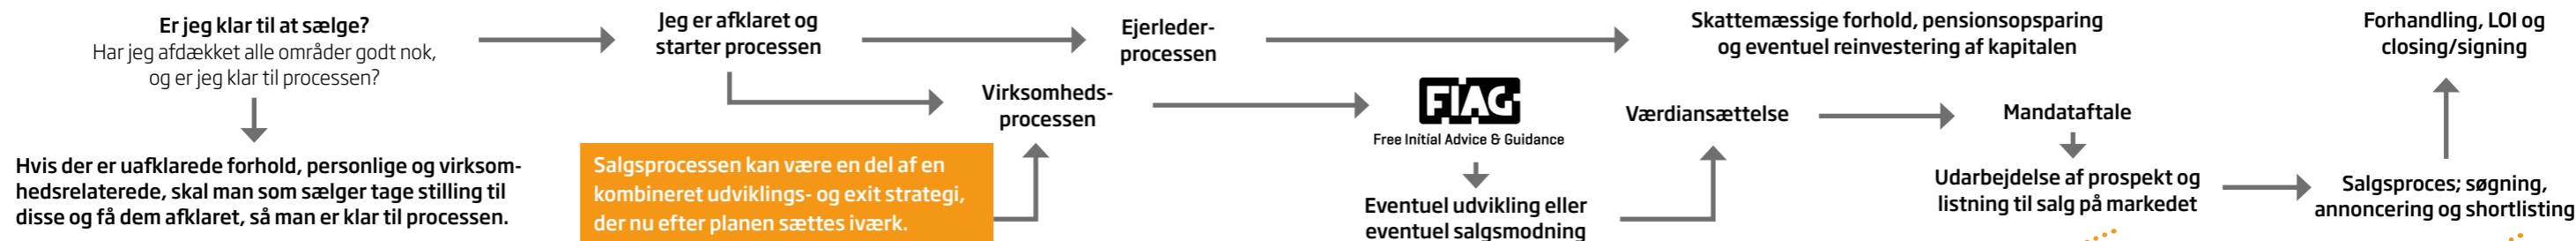 Er jeg klar til at sælge?
Har jeg afdækket alle områder godt nok,
og er jeg klar til processen?
Hvis der er uafklarede forhold, personlige og virksom-
hedsrelaterede, skal man som sælger tage stilling til
disse og få dem afklaret, så man er klar til processen.
Jeg er afklaret og
starter processen
Salgsprocessen kan være en del af en
kombineret udviklings- og exit strategi,
der nu efter planen sættes iværk.
Ejerleder-
processen
Virksomheds-
processen
Skattemæssige forhold, pensionsopsparing
og eventuel reinvestering af kapitalen
FIAG
Free Initial Advice & Guidance
Eventuel udvikling eller
eventuel salgsmodning
Værdiansættelse
Mandataftale
Udarbejdelse af prospekt og
listning til salg på markedet
Salgsproces; søgning,
annoncering og shortlisting
Forhandling, LOI og
closing/signing